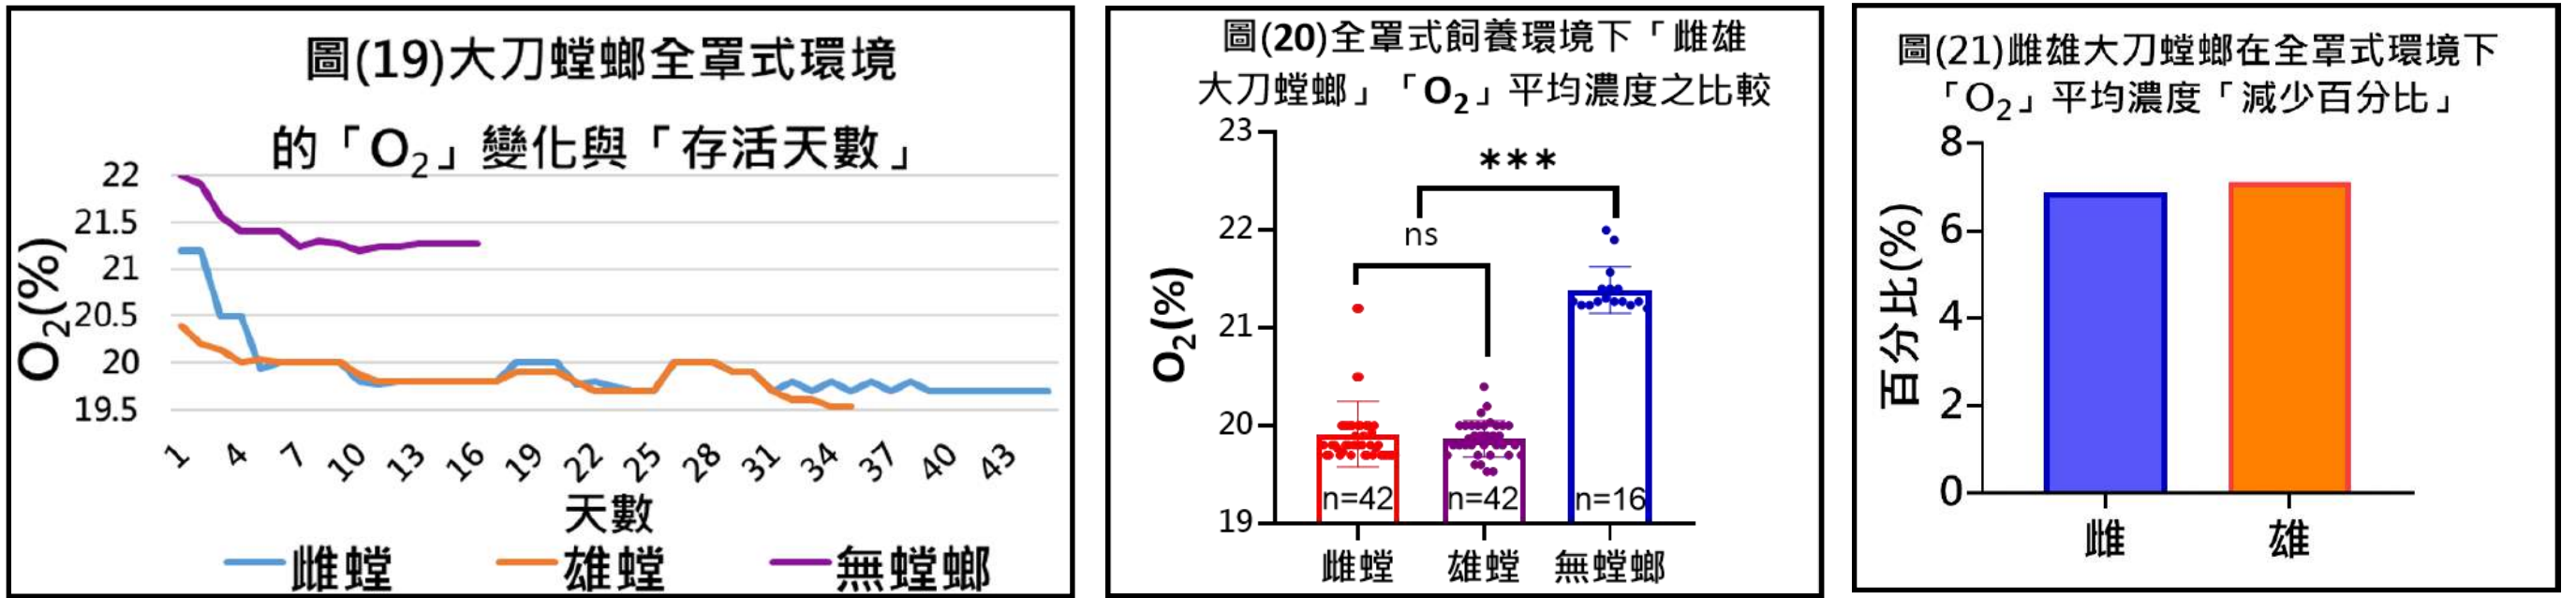 圖(19)大刀螳螂全罩式環境
的「O₂」變化與「存活天數」
O₂(%)
22
21.5
21
20.5
20
19.5
1 4 7 10 13 16 19 22 25 28 31 34 37 40 43
天數
雌螳 雄螳 無螳螂
圖(20)全罩式飼養環境下「雌雄
大刀螳螂」「O₂」平均濃度之比較
O₂(%)
23
22
21
20
19
***
ns
n=42 n=42 n=16
雌螳 雄螳 無螳螂
圖(21)雌雄大刀螳螂在全罩式環境下
「O₂」平均濃度「減少百分比」
百分比(%)
8
6
4
2
0
雌 雄